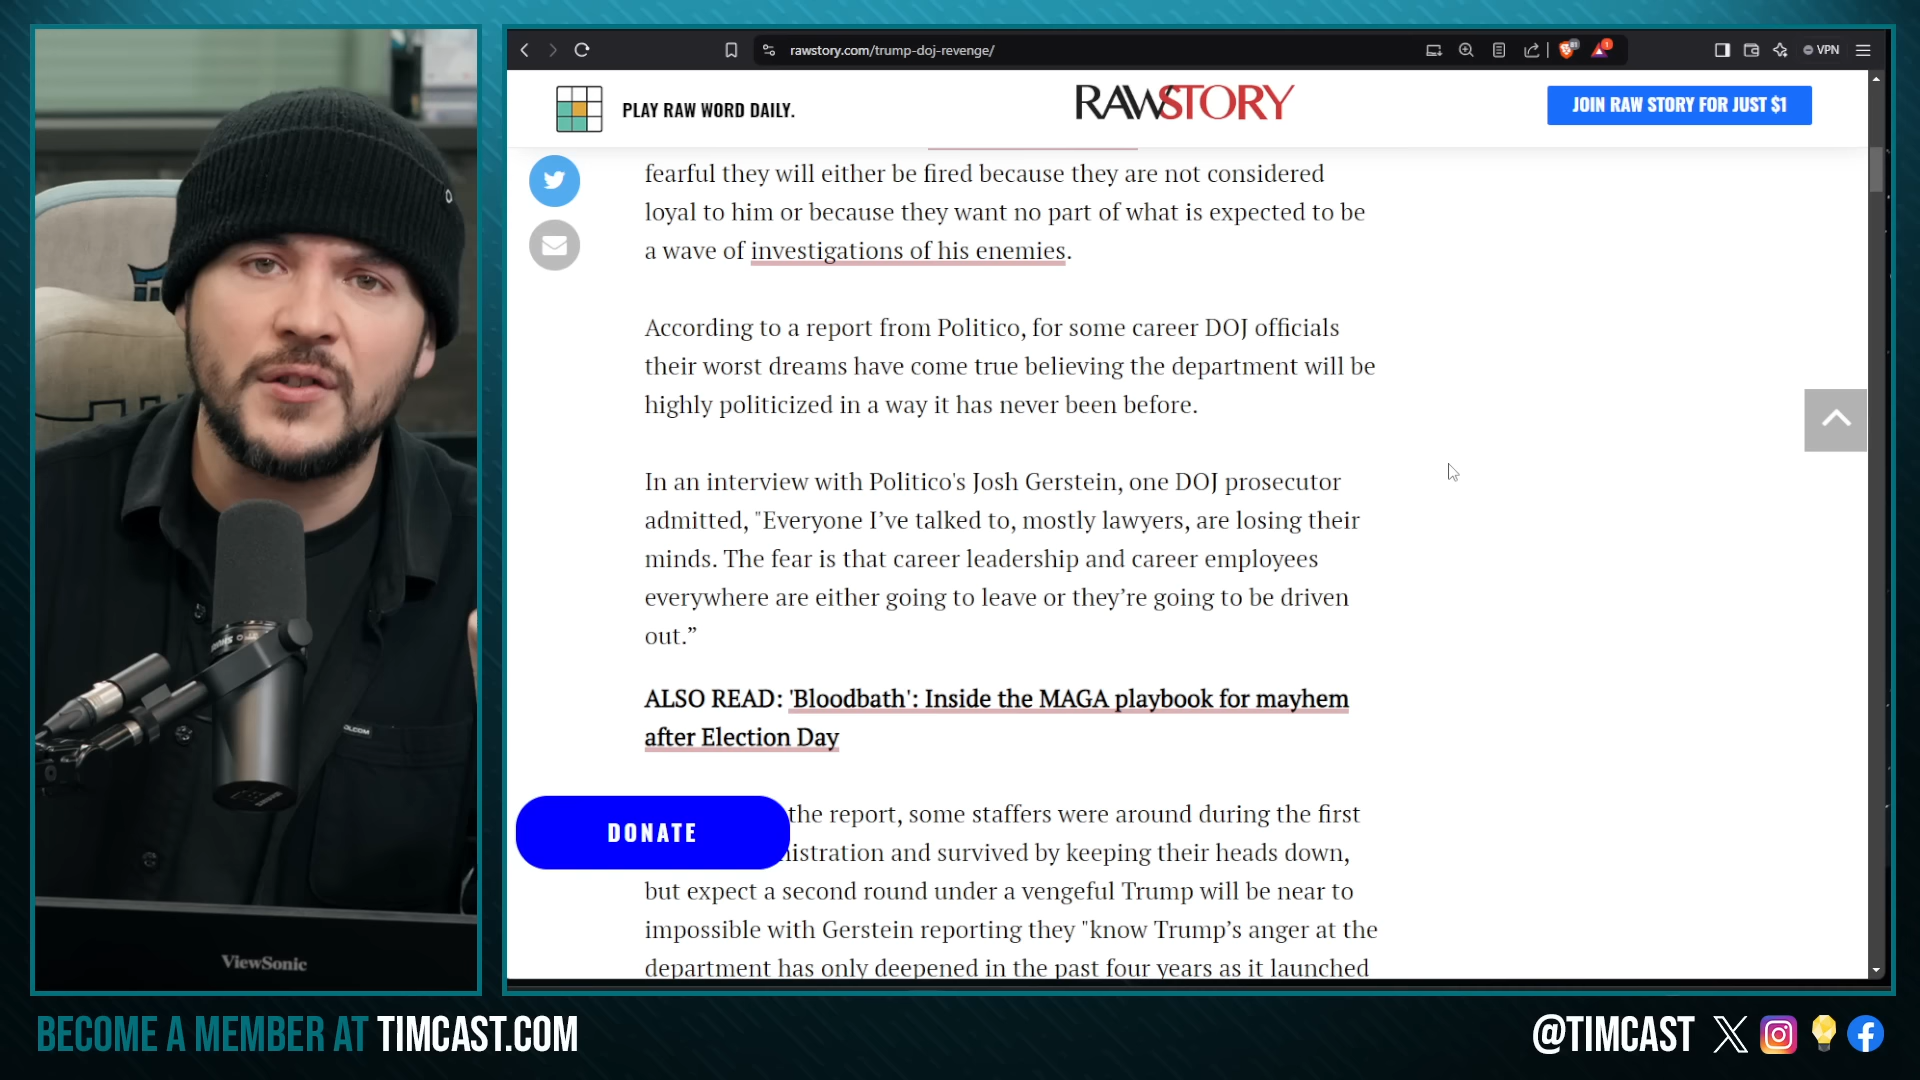 rawstory.com/trump-doj-revenge/
VPN
PLAY RAW WORD DAILY.
RAWSTORY
JOIN RAW STORY FOR JUST $1
fearful they will either be fired because they are not considered
loyal to him or because they want no part of what is expected to be
a wave of investigations of his enemies.
According to a report from Politico, for some career DOJ officials
their worst dreams have come true believing the department will be
highly politicized in a way it has never been before.
In an interview with Politico's Josh Gerstein, one DOJ prosecutor
admitted, "Everyone I’ve talked to, mostly lawyers, are losing their
minds. The fear is that career leadership and career employees
everywhere are either going to leave or they’re going to be driven
out.”
ALSO READ: 'Bloodbath': Inside the MAGA playbook for mayhem
after Election Day
the report, some staffers were around during the first
DONATE
nistration and survived by keeping their heads down,
but expect a second round under a vengeful Trump will be near to
impossible with Gerstein reporting they "know Trump’s anger at the
department has only deepened in the past four years as it launched
ViewSonic
BECOME A MEMBER AT TIMCAST.COM
@TIMCAST